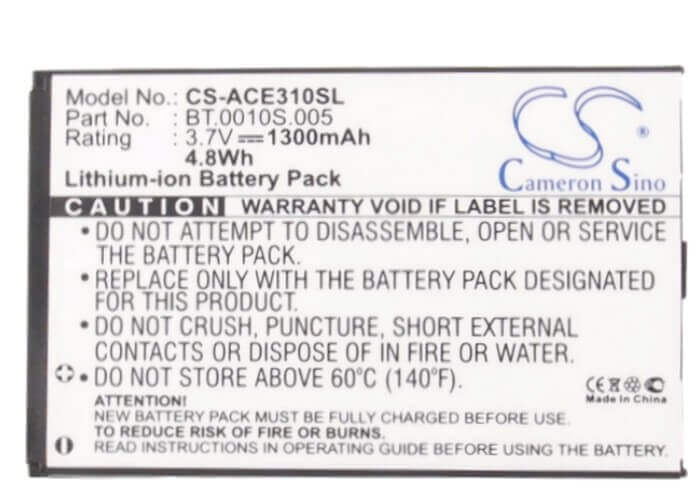 Model No.: CS-ACE310SL
Part No. : BT.0010S.005
Rating : 3.7V 1300mAh
4.8Wh
Lithium-ion Battery Pack
CS ®
Cameron Sino
CAUTION WARRANTY VOID IF LABEL IS REMOVED
•DO NOT ATTEMPT TO DISASSEMBLE, OPEN OR SERVICE
THE BATTERY PACK.
•REPLACE ONLY WITH THE BATTERY PACK DESIGNATED
FOR THIS PRODUCT.
•DO NOT CRUSH, PUNCTURE, SHORT EXTERNAL
CONTACTS OR DISPOSE OF IN FIRE OR WATER.
•DO NOT STORE ABOVE 60°C (140°F).
CE
Made in China
ATTENTION:
NEW BATTERY PACK MUST BE FULLY CHARGED BEFORE USE
TO REDUCE RISK OF FIRE OR BURNS.
READ INSTRUCTION IN OPERATING GUIDE BEFORE USE